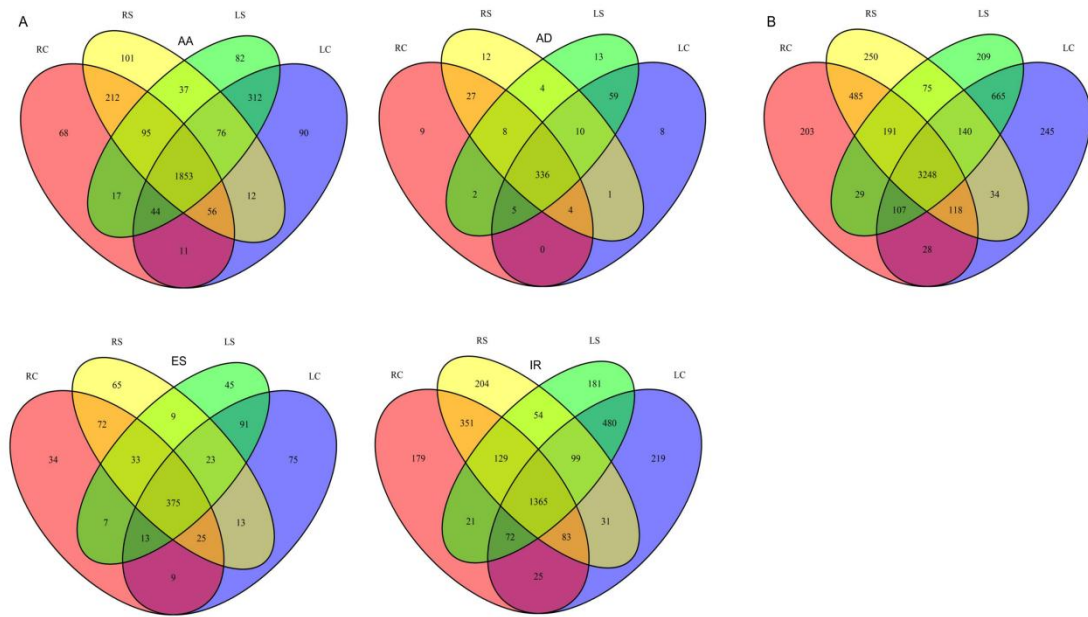 A
RS LS
RC AA LC
101 82
212 37 312
68 95 76 90
1853
17 12
44 56
11
RS LS
RC AD LC
12 13
27 4 59
9 8 10 8
336
2 1
5 4
0
B
RS LS
RC LC
250 209
485 75 665
203 191 140 245
3248
29 34
107 118
28
RS LS
RC ES LC
65 45
72 9 91
34 33 23 75
375
7 13
13 25
9
RS LS
RC IR LC
204 181
351 54 480
179 129 99 219
1365
21 31
72 83
25